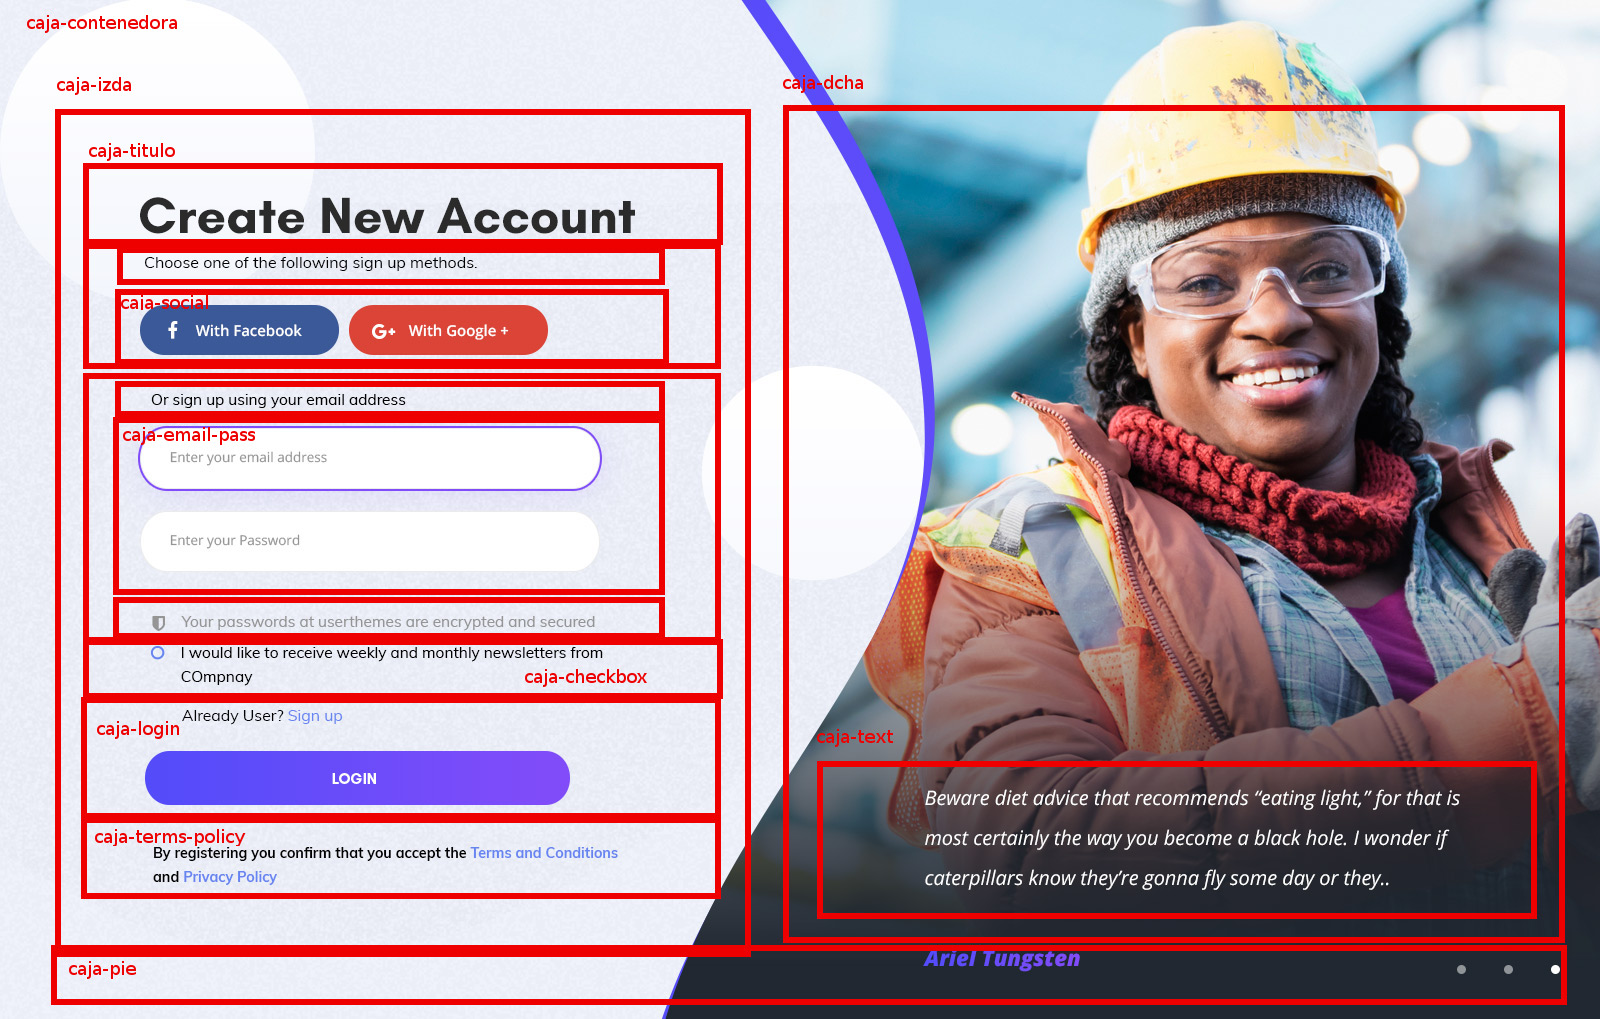 caja-contenedora
caja-izda
caja-dcha
caja-titulo
Create New Account
Choose one of the following sign up methods.
caja-social
With Facebook
G+ With Google +
Or sign up using your email address
caja-email-pass
Enter your email address
Enter your Password
Your passwords at userthemes are encrypted and secured
I would like to receive weekly and monthly newsletters from
COmpnay
caja-checkbox
Already User? Sign up
caja-login
LOGIN
caja-terms-policy
By registering you confirm that you accept the Terms and Conditions
and Privacy Policy
caja-text
Beware diet advice that recommends “eating light,” for that is
most certainly the way you become a black hole. I wonder if
caterpillars know they’re gonna fly some day or they..
Ariel Tungsten
caja-pie